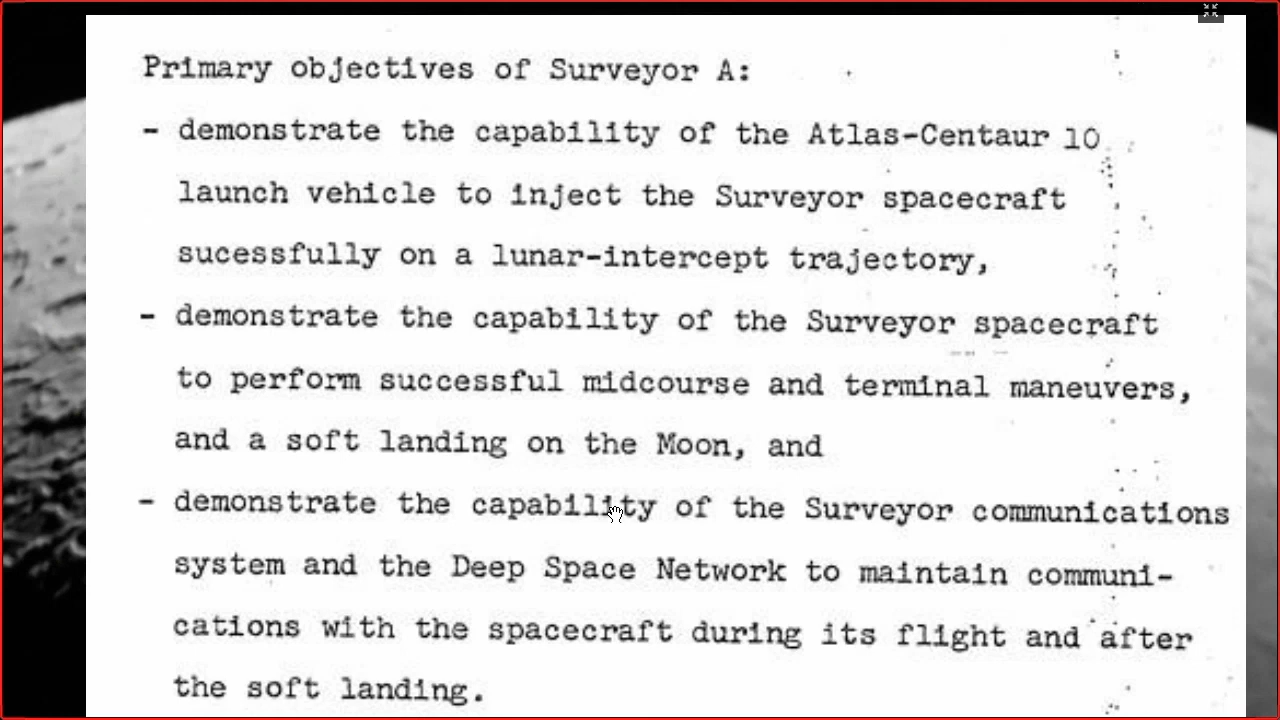 Primary objectives of Surveyor A:
- demonstrate the capability of the Atlas-Centaur 10
launch vehicle to inject the Surveyor spacecraft
sucessfully on a lunar-intercept trajectory,
- demonstrate the capability of the Surveyor spacecraft
to perform successful midcourse and terminal maneuvers,
and a soft landing on the Moon, and
- demonstrate the capability of the Surveyor communications
system and the Deep Space Network to maintain communi-
cations with the spacecraft during its flight and after
the soft landing.